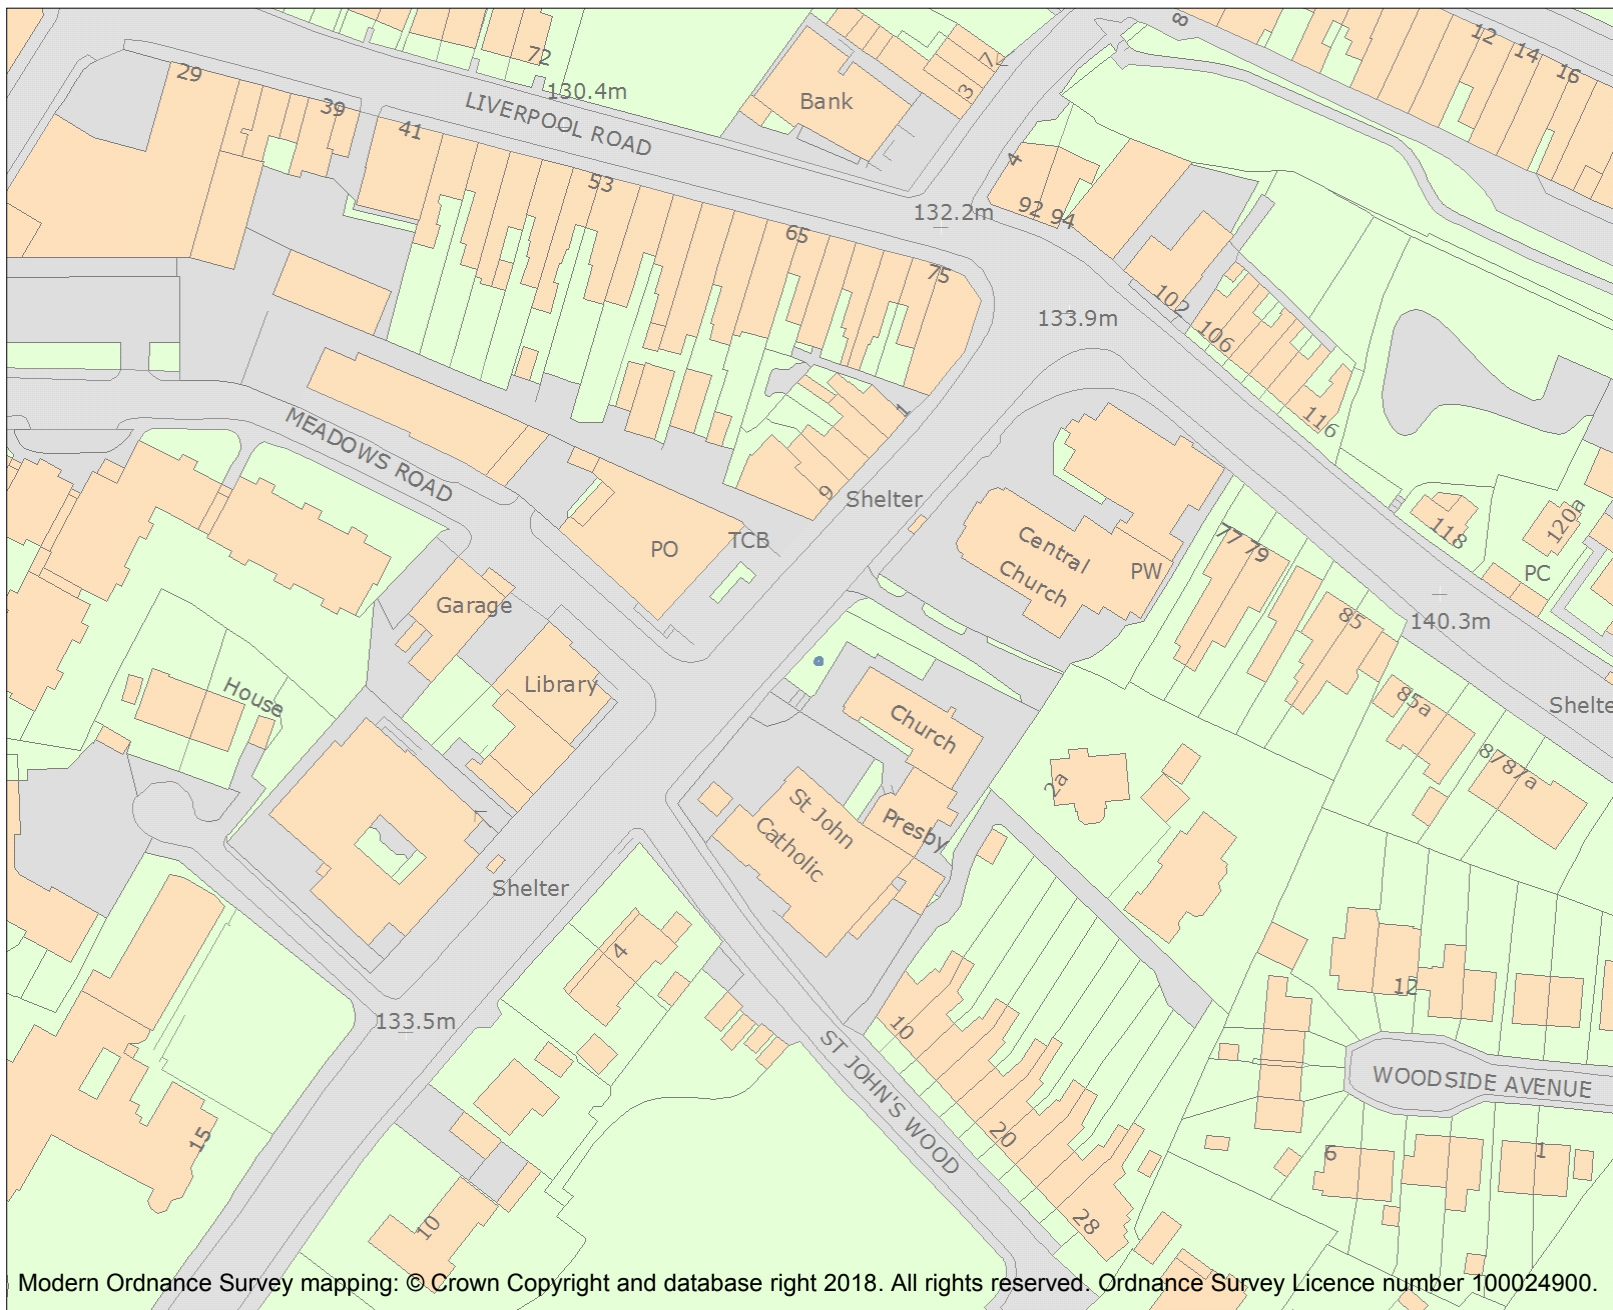 8
12
14
16
72
7
29
130.4m
3
Bank
39
LIVERPOOL ROAD
41
4
53
92 94
132.2m
65
75
102
133.9m
106
1
116
MEADOWS ROAD
9
Shelter
118
120a
PO
TCB
Central
Church
PW
77 79
PC
Garage
85
140.3m
Library
House
85a
Shelte
Church
8787a
2a
St John
Catholic
Presby
Shelter
4
12
133.5m
10
ST JOHN'S WOOD
WOODSIDE AVENUE
15
20
6
1
10
28
Modern Ordnance Survey mapping: © Crown Copyright and database right 2018. All rights reserved. Ordnance Survey Licence number 100024900.